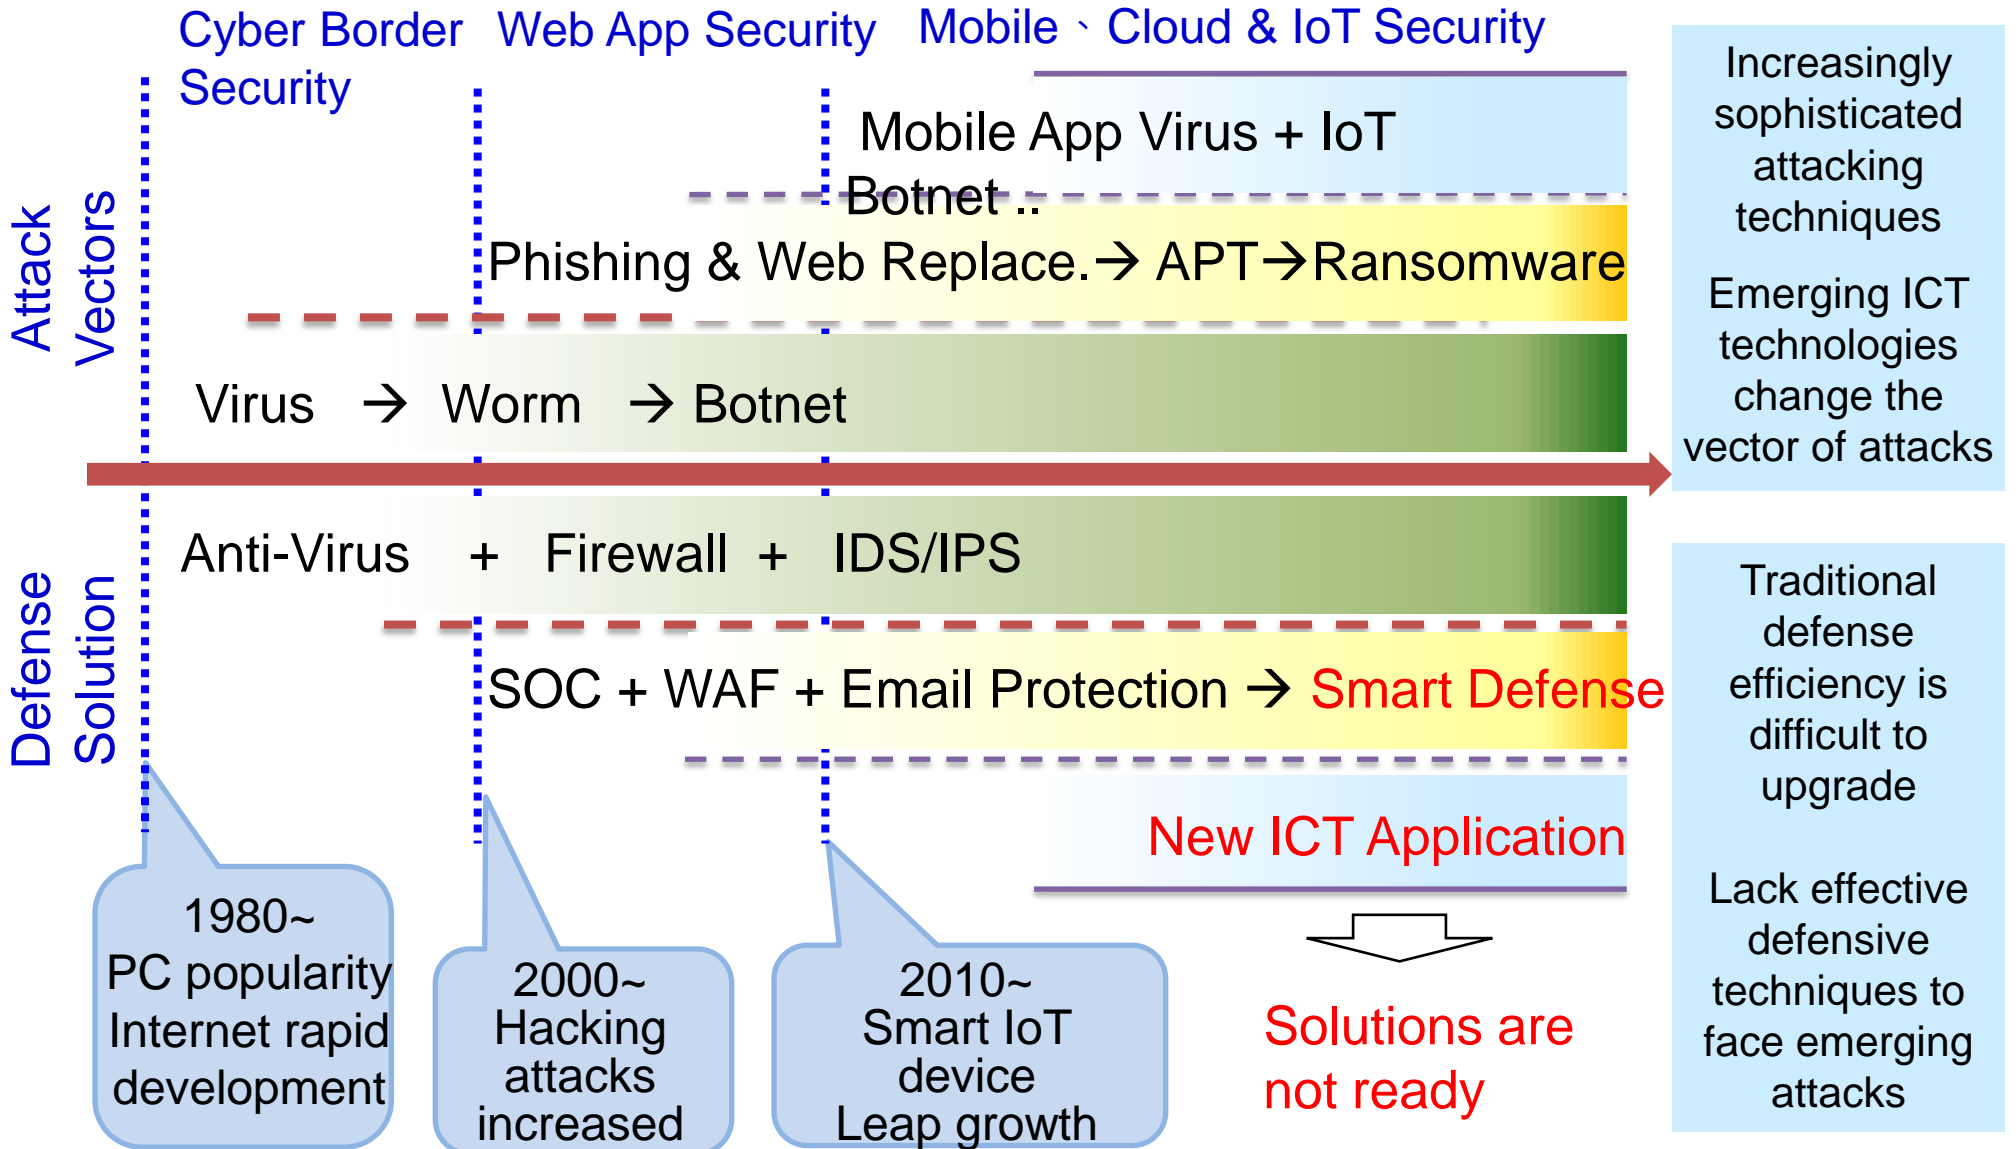 Cyber Border
Security
Web App Security
Mobile、Cloud & IoT Security
Attack
Vectors
Mobile App Virus + IoT
Botnet ..
Phishing & Web Replace.→ APT→Ransomware
Virus → Worm → Botnet
Defense
Solution
Anti-Virus + Firewall + IDS/IPS
SOC + WAF + Email Protection → Smart Defense
New ICT Application
Solutions are
not ready
1980~
PC popularity
Internet rapid
development
2000~
Hacking
attacks
increased
2010~
Smart IoT
device
Leap growth
Increasingly
sophisticated
attacking
techniques
Emerging ICT
technologies
change the
vector of attacks
Traditional
defense
efficiency is
difficult to
upgrade
Lack effective
defensive
techniques to
face emerging
attacks